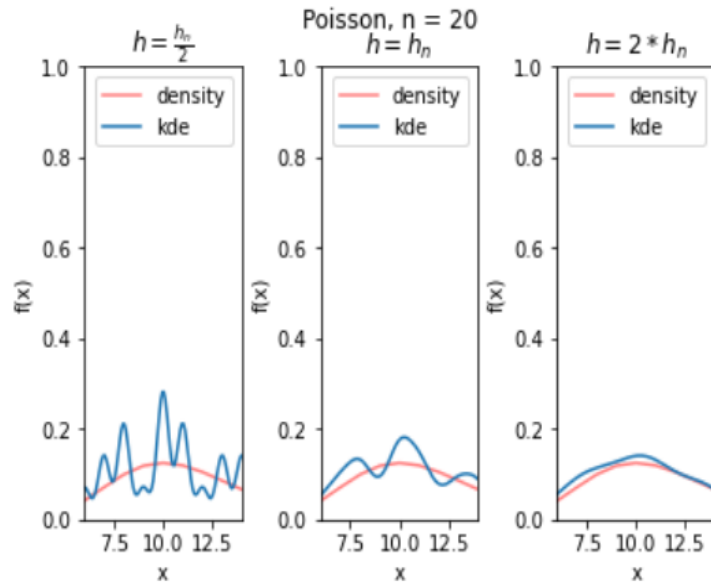 Poisson, n = 20
h = h_n/2
h = h_n
h = 2 * h_n
density
kde
density
kde
density
kde
1.0
0.8
0.6
0.4
0.2
0.0
f(x)
7.5 10.0 12.5
x
1.0
0.8
0.6
0.4
0.2
0.0
f(x)
7.5 10.0 12.5
x
1.0
0.8
0.6
0.4
0.2
0.0
f(x)
7.5 10.0 12.5
x